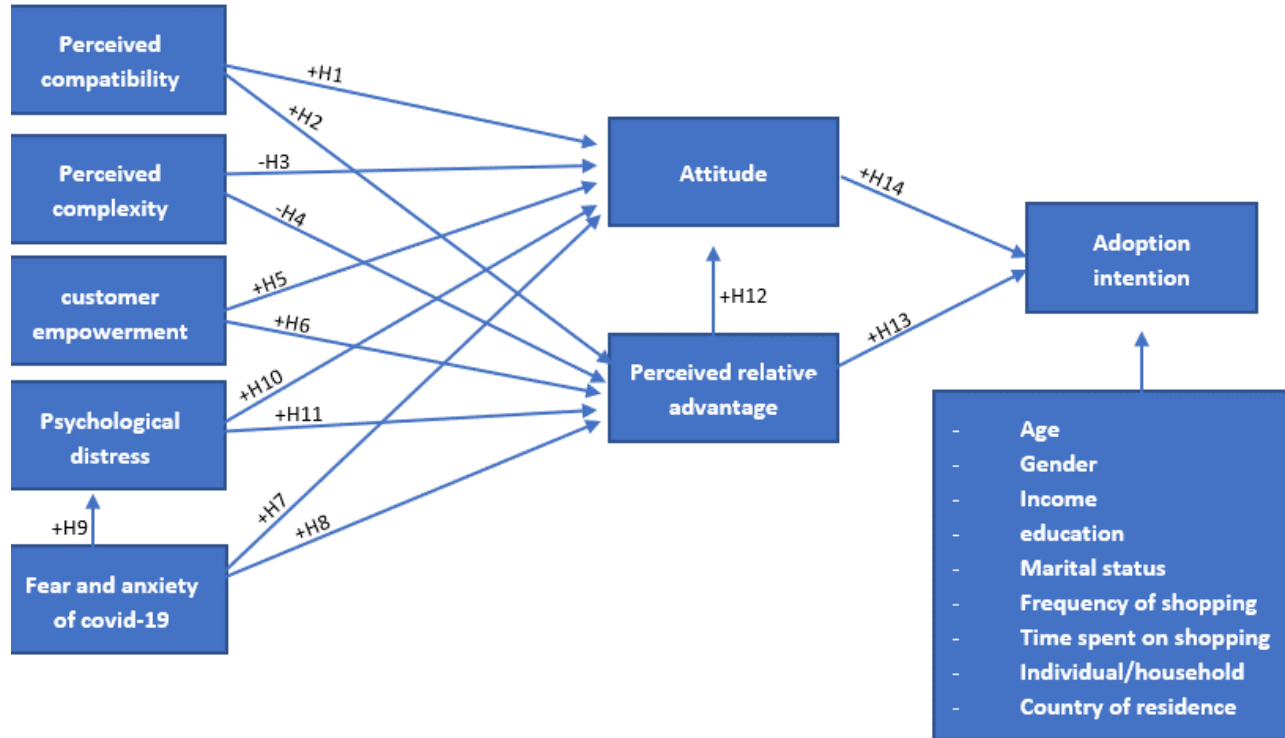 Perceived
compatibility
+H1
+H2
Perceived
complexity
-H3
-H4
Attitude
+H14
customer
empowerment
+H5
+H6
Adoption
intention
+H12
+H13
Perceived relative
advantage
Psychological
distress
+H10
+H11
+H9
Fear and anxiety
of covid-19
+H7
+H8
- Age
- Gender
- Income
- education
- Marital status
- Frequency of shopping
- Time spent on shopping
- Individual/household
- Country of residence